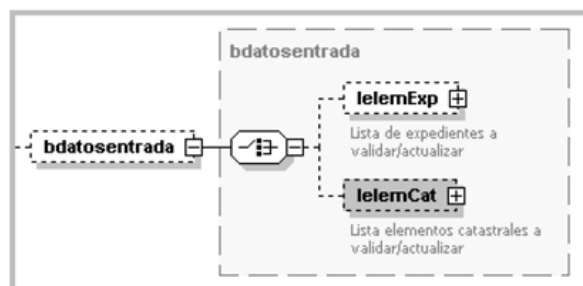 bdatosentrada
bdatosentrada
lelemExp
Lista de expedientes a
validar/actualizar
lelemCat
Lista elementos catastrales a
validar/actualizar